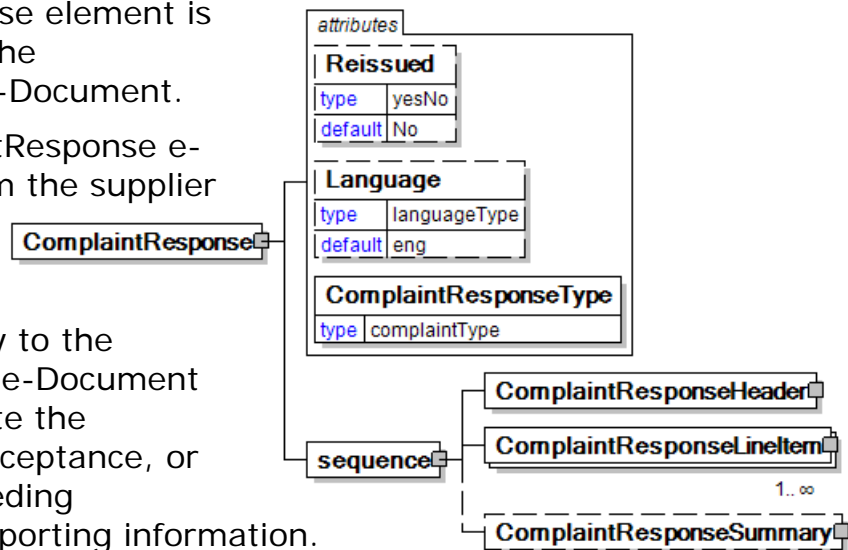 se element is
he
-Document.
tResponse e-
m the supplier
y to the
e-Document
te the
ceptance, or
eding
porting information.
ComplaintResponse
attributes
Reissued
type yesNo
default No
Language
type languageType
default eng
ComplaintResponseType
type complaintType
sequence
ComplaintResponseHeader
ComplaintResponseLineItem
1.. ∞
ComplaintResponseSummary